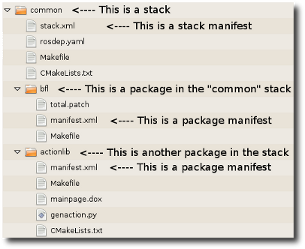 common <---- This is a stack
stack.xml <---- This is a stack manifest
rosdep.yaml
Makefile
CMakeLists.txt
bfl <---- This is a package in the "common" stack
total.patch
manifest.xml <---- This is a package manifest
Makefile
actionlib <---- This is another package in the stack
manifest.xml <---- This is a package manifest
Makefile
mainpage.dox
genaction.py
CMakeLists.txt